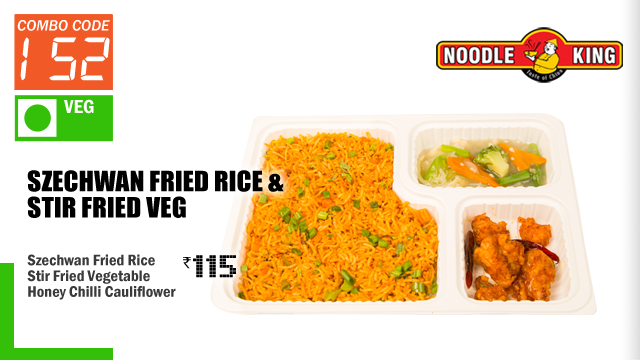 COMBO CODE
152
VEG
NOODLE KING
Taste of China
SZECHWAN FRIED RICE &
STIR FRIED VEG
Szechwan Fried Rice
Stir Fried Vegetable
Honey Chilli Cauliflower
₹115